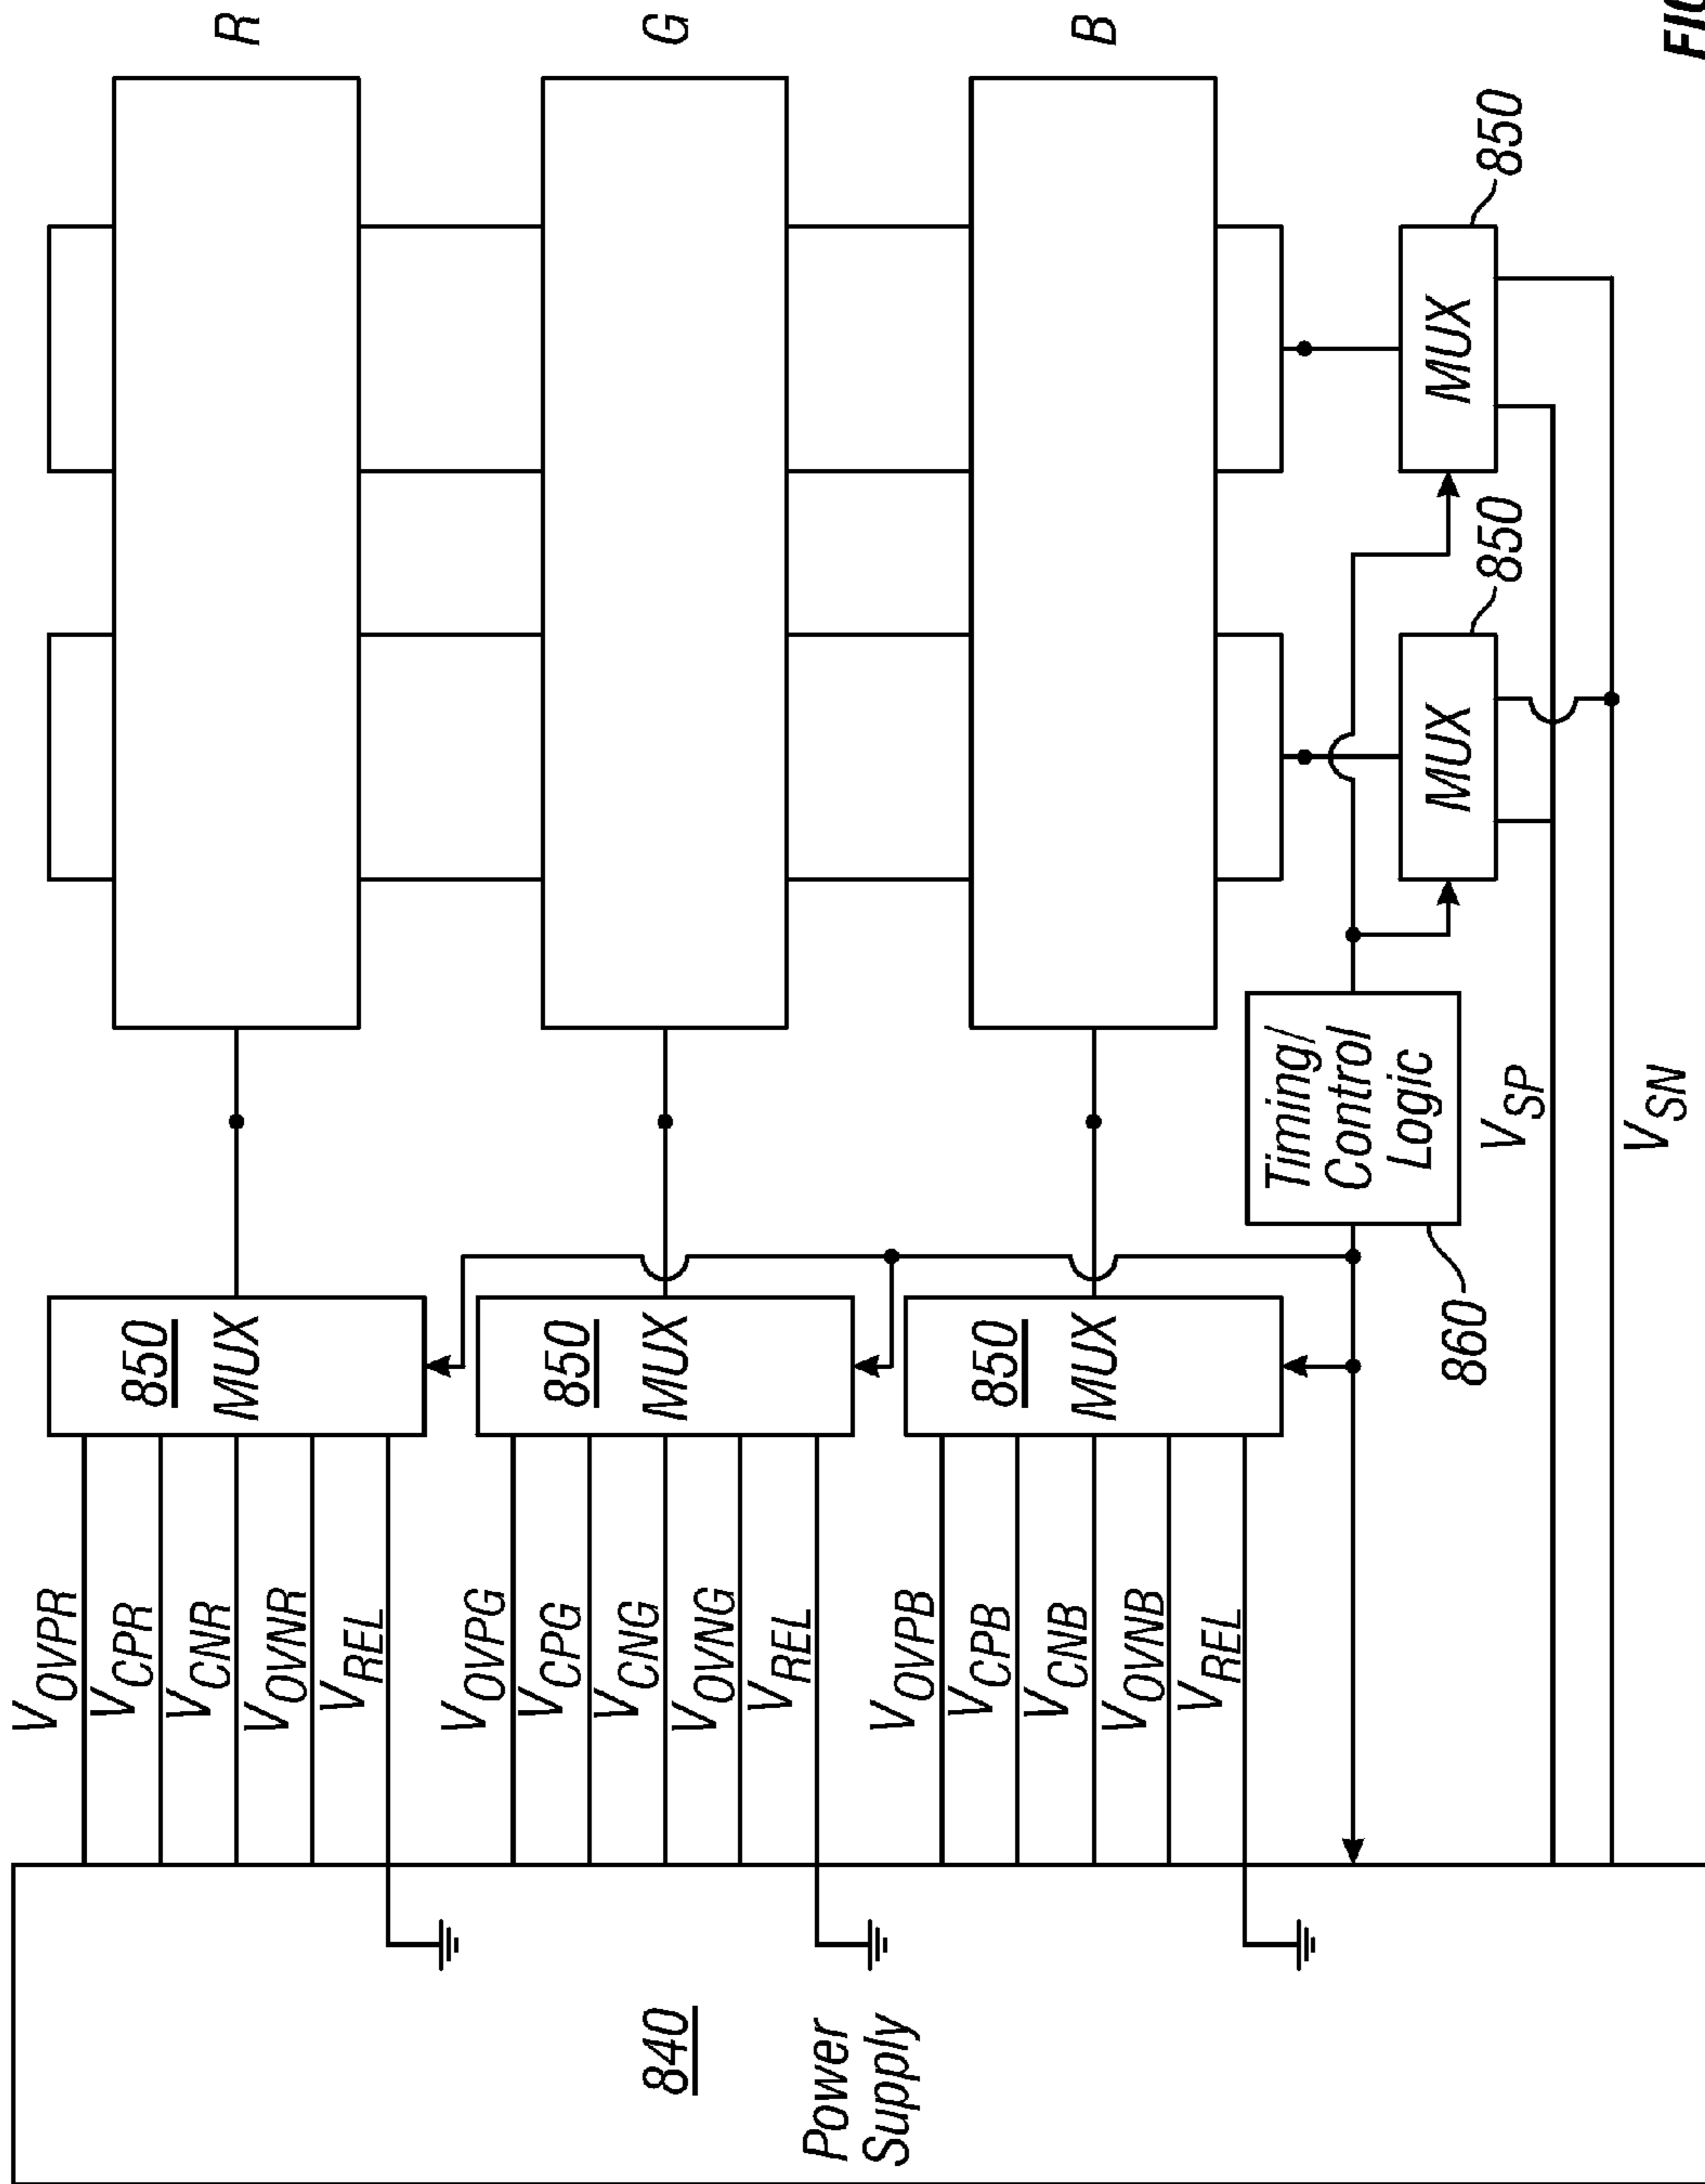 840
Power
Supply
V_OVPR
V_CPR
V_CNR
V_OVNR
V_REL
V_OVPG
V_CPG
V_CNG
V_OVNG
V_REL
V_OVPB
V_CPB
V_CNB
V_OVNB
V_REL
850
MUX
850
MUX
850
MUX
860
Timing/
Control
Logic
V_SP
V_SN
MUX
850
MUX
850
R
G
B